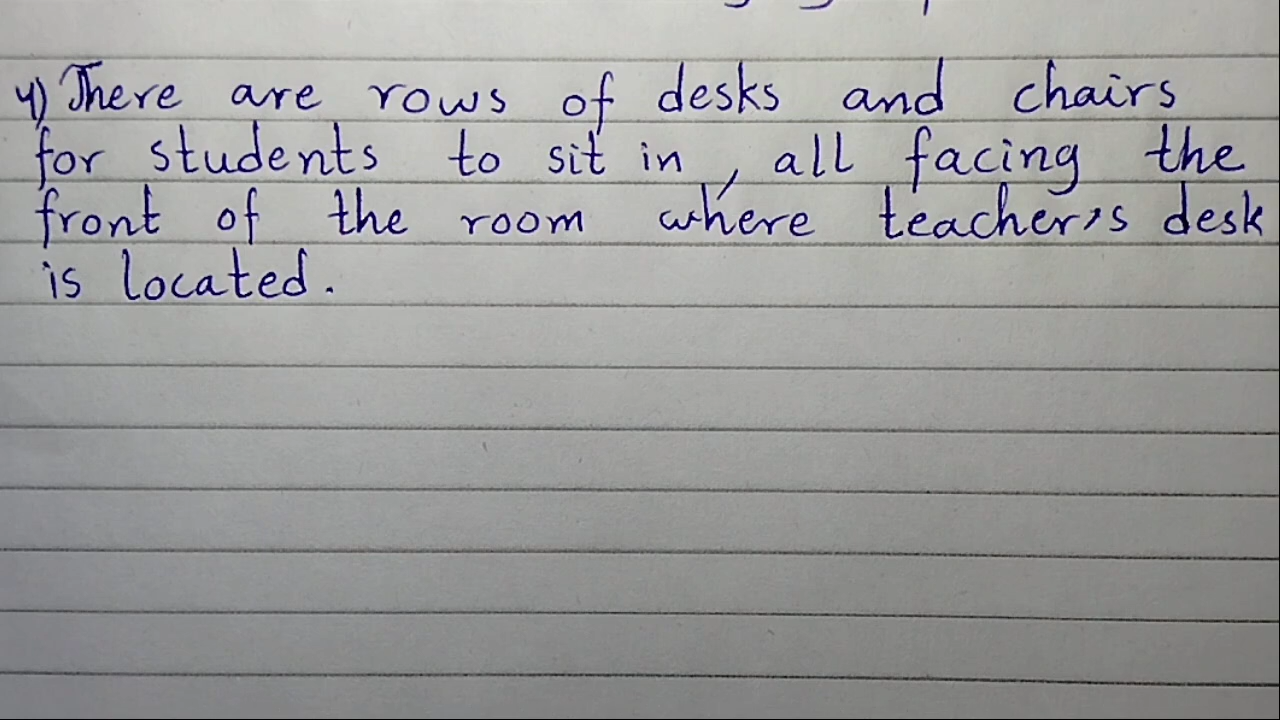 4) There are rows of desks and chairs
for students to sit in, all facing the
front of the room where teacher's desk
is located.